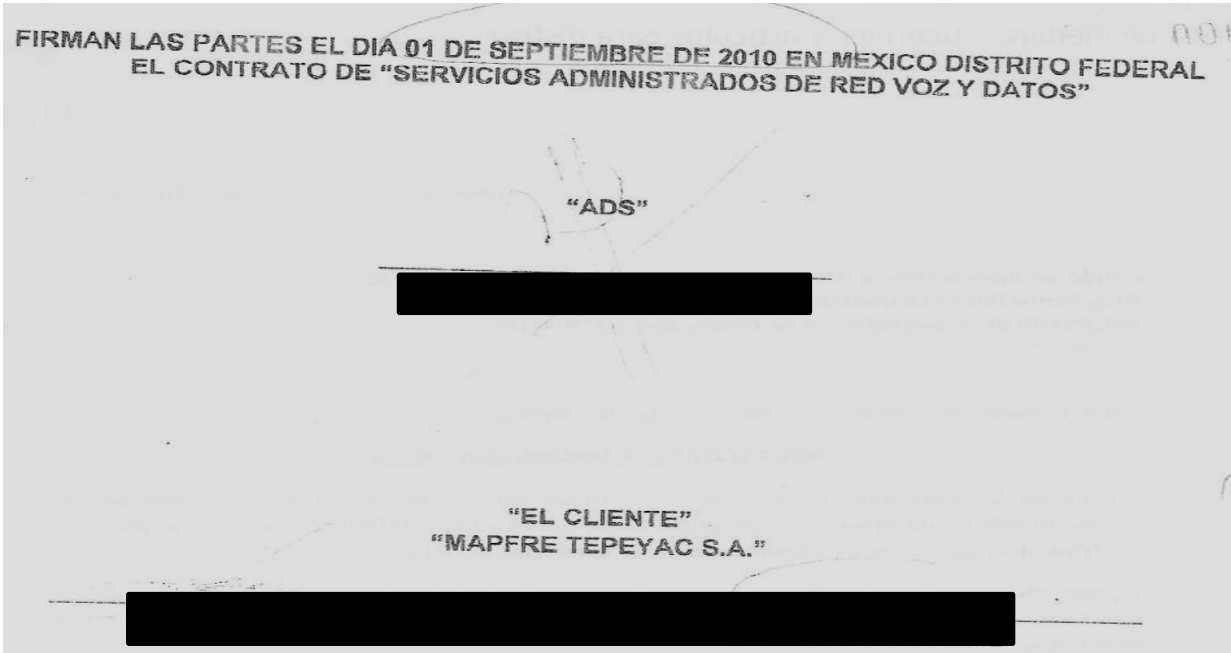 FIRMAN LAS PARTES EL DIA 01 DE SEPTIEMBRE DE 2010 EN MEXICO DISTRITO FEDERAL
EL CONTRATO DE “SERVICIOS ADMINISTRADOS DE RED VOZ Y DATOS”
“ADS”
“EL CLIENTE”
“MAPFRE TEPEYAC S.A.”